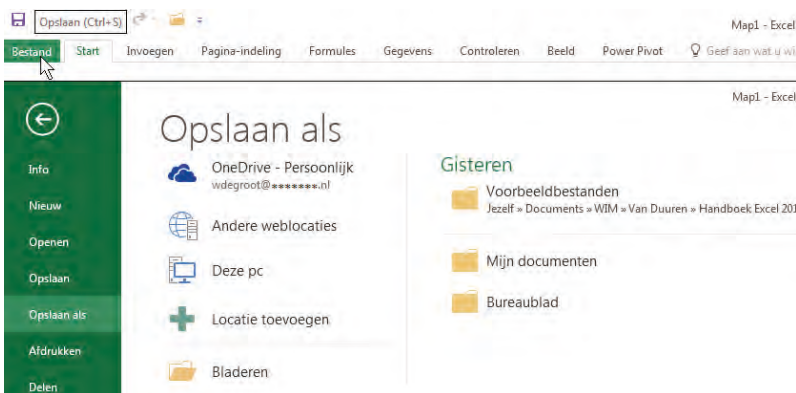 Opslaan (Ctrl+S)
Map1 - Excel
Bestand Start Invoegen Pagina-indeling Formules Gegevens Controleren Beeld Power Pivot Geef aan wat u wi
Map1 - Excel
Opslaan als
Info
Nieuw
Openen
Opslaan
Opslaan als
Afdrukken
Delen
OneDrive - Persoonlijk
wdegroot@*******.nl
Andere weblocaties
Deze pc
Locatie toevoegen
Bladeren
Gisteren
Voorbeeldbestanden
Jezelf » Documents » WIM » Van Duuren » Handboek Excel 201
Mijn documenten
Bureaublad